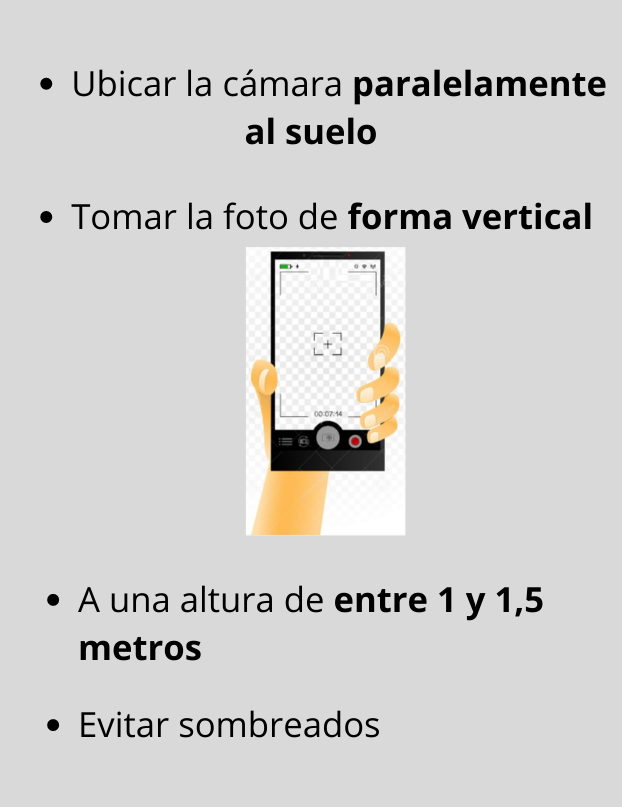 • Ubicar la cámara paralelamente
al suelo
• Tomar la foto de forma vertical
00:07:14
• A una altura de entre 1 y 1,5
metros
• Evitar sombreados